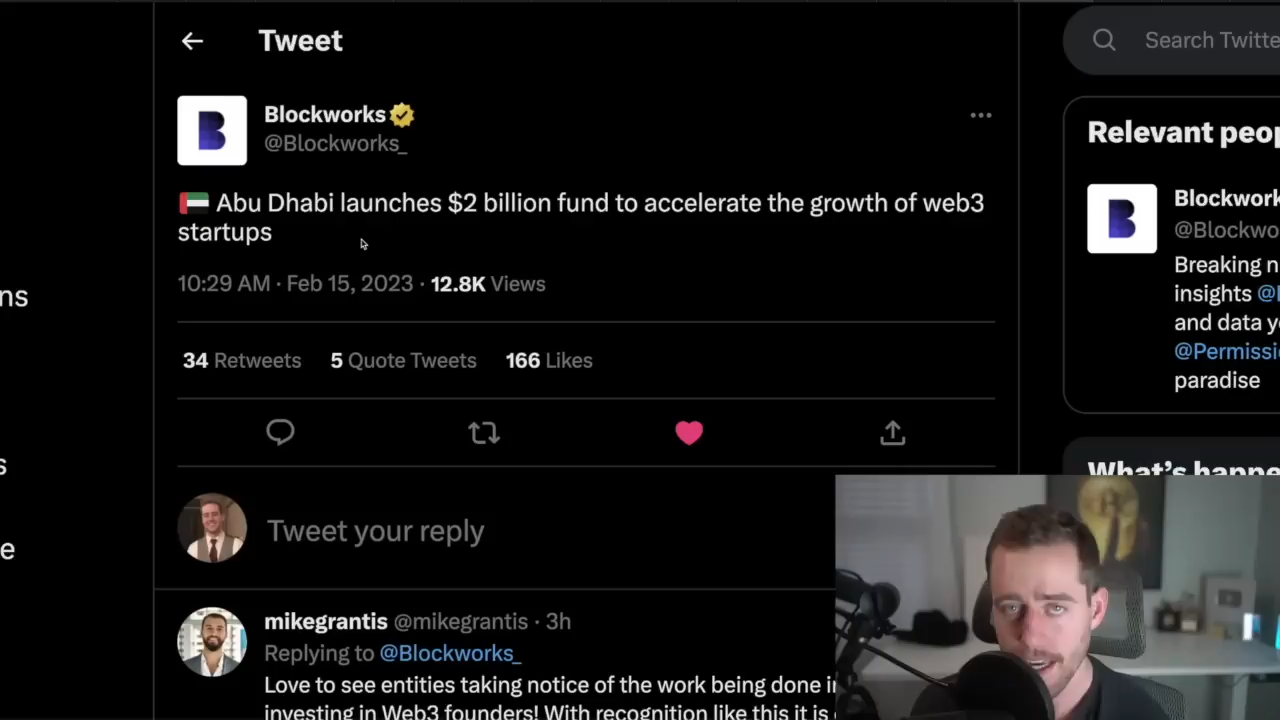 Tweet
Search Twitte
Blockworks
@Blockworks_
🇦🇪 Abu Dhabi launches $2 billion fund to accelerate the growth of web3
startups
10:29 AM · Feb 15, 2023 · 12.8K Views
34 Retweets 5 Quote Tweets 166 Likes
Tweet your reply
mikegrantis @mikegrantis · 3h
Replying to @Blockworks_
Love to see entities taking notice of the work being done i
investing in Web3 founders! With recognition like this it is
ns
s
e
Relevant peop
Blockwork
@Blockwo
Breaking n
insights @
and data y
@Permissi
paradise
What's happe